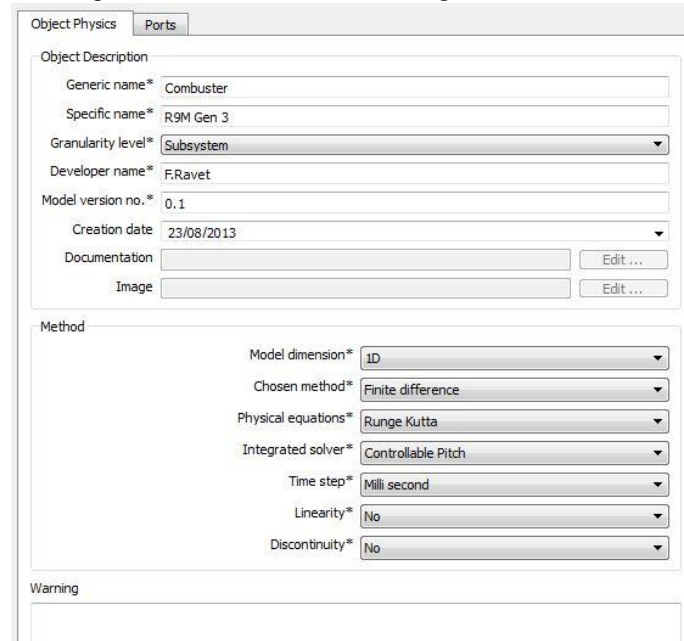 Object Physics Ports
Object Description
Generic name* Combuster
Specific name* R9M Gen 3
Granularity level* Subsystem
Developer name* F.Ravet
Model version no.* 0.1
Creation date 23/08/2013
Documentation Edit ...
Image Edit ...
Method
Model dimension* 1D
Chosen method* Finite difference
Physical equations* Runge Kutta
Integrated solver* Controllable Pitch
Time step* Milli second
Linearity* No
Discontinuity* No
Warning